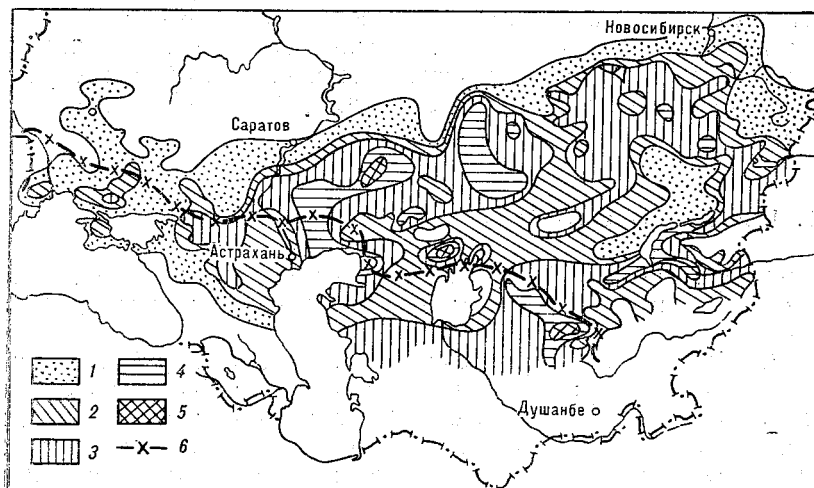 Новосибирск
Саратов
Астрахань
Душанбе
1 4
2 5
3 6